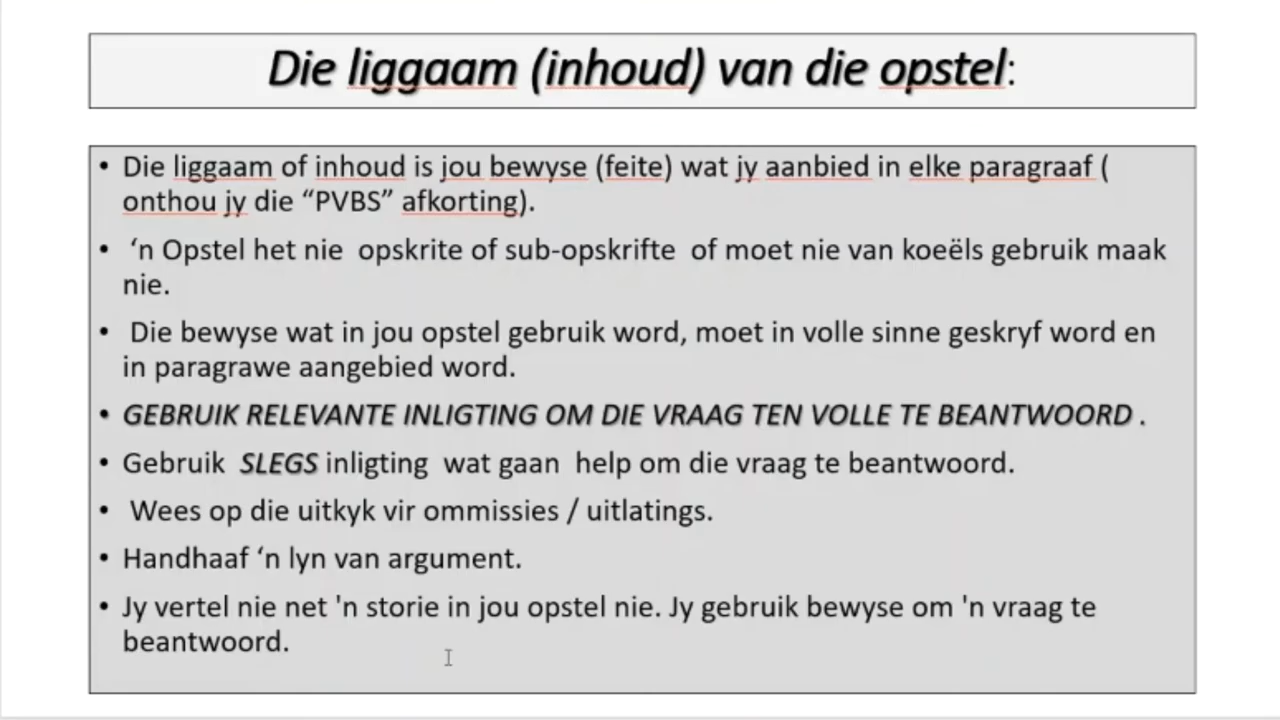 Die liggaam (inhoud) van die opstel:
• Die liggaam of inhoud is jou bewyse (feite) wat jy aanbied in elke paragraaf (
onthou jy die “PVBS” afkorting).
• ‘n Opstel het nie opskrite of sub-opskrifte of moet nie van koeëls gebruik maak
nie.
• Die bewyse wat in jou opstel gebruik word, moet in volle sinne geskryf word en
in paragrawe aangebied word.
• GEBRUIK RELEVANTE INLIGTING OM DIE VRAAG TEN VOLLE TE BEANTWOORD .
• Gebruik SLEGS inligting wat gaan help om die vraag te beantwoord.
• Wees op die uitkyk vir ommissies / uitlatings.
• Handhaaf ‘n lyn van argument.
• Jy vertel nie net 'n storie in jou opstel nie. Jy gebruik bewyse om 'n vraag te
beantwoord.